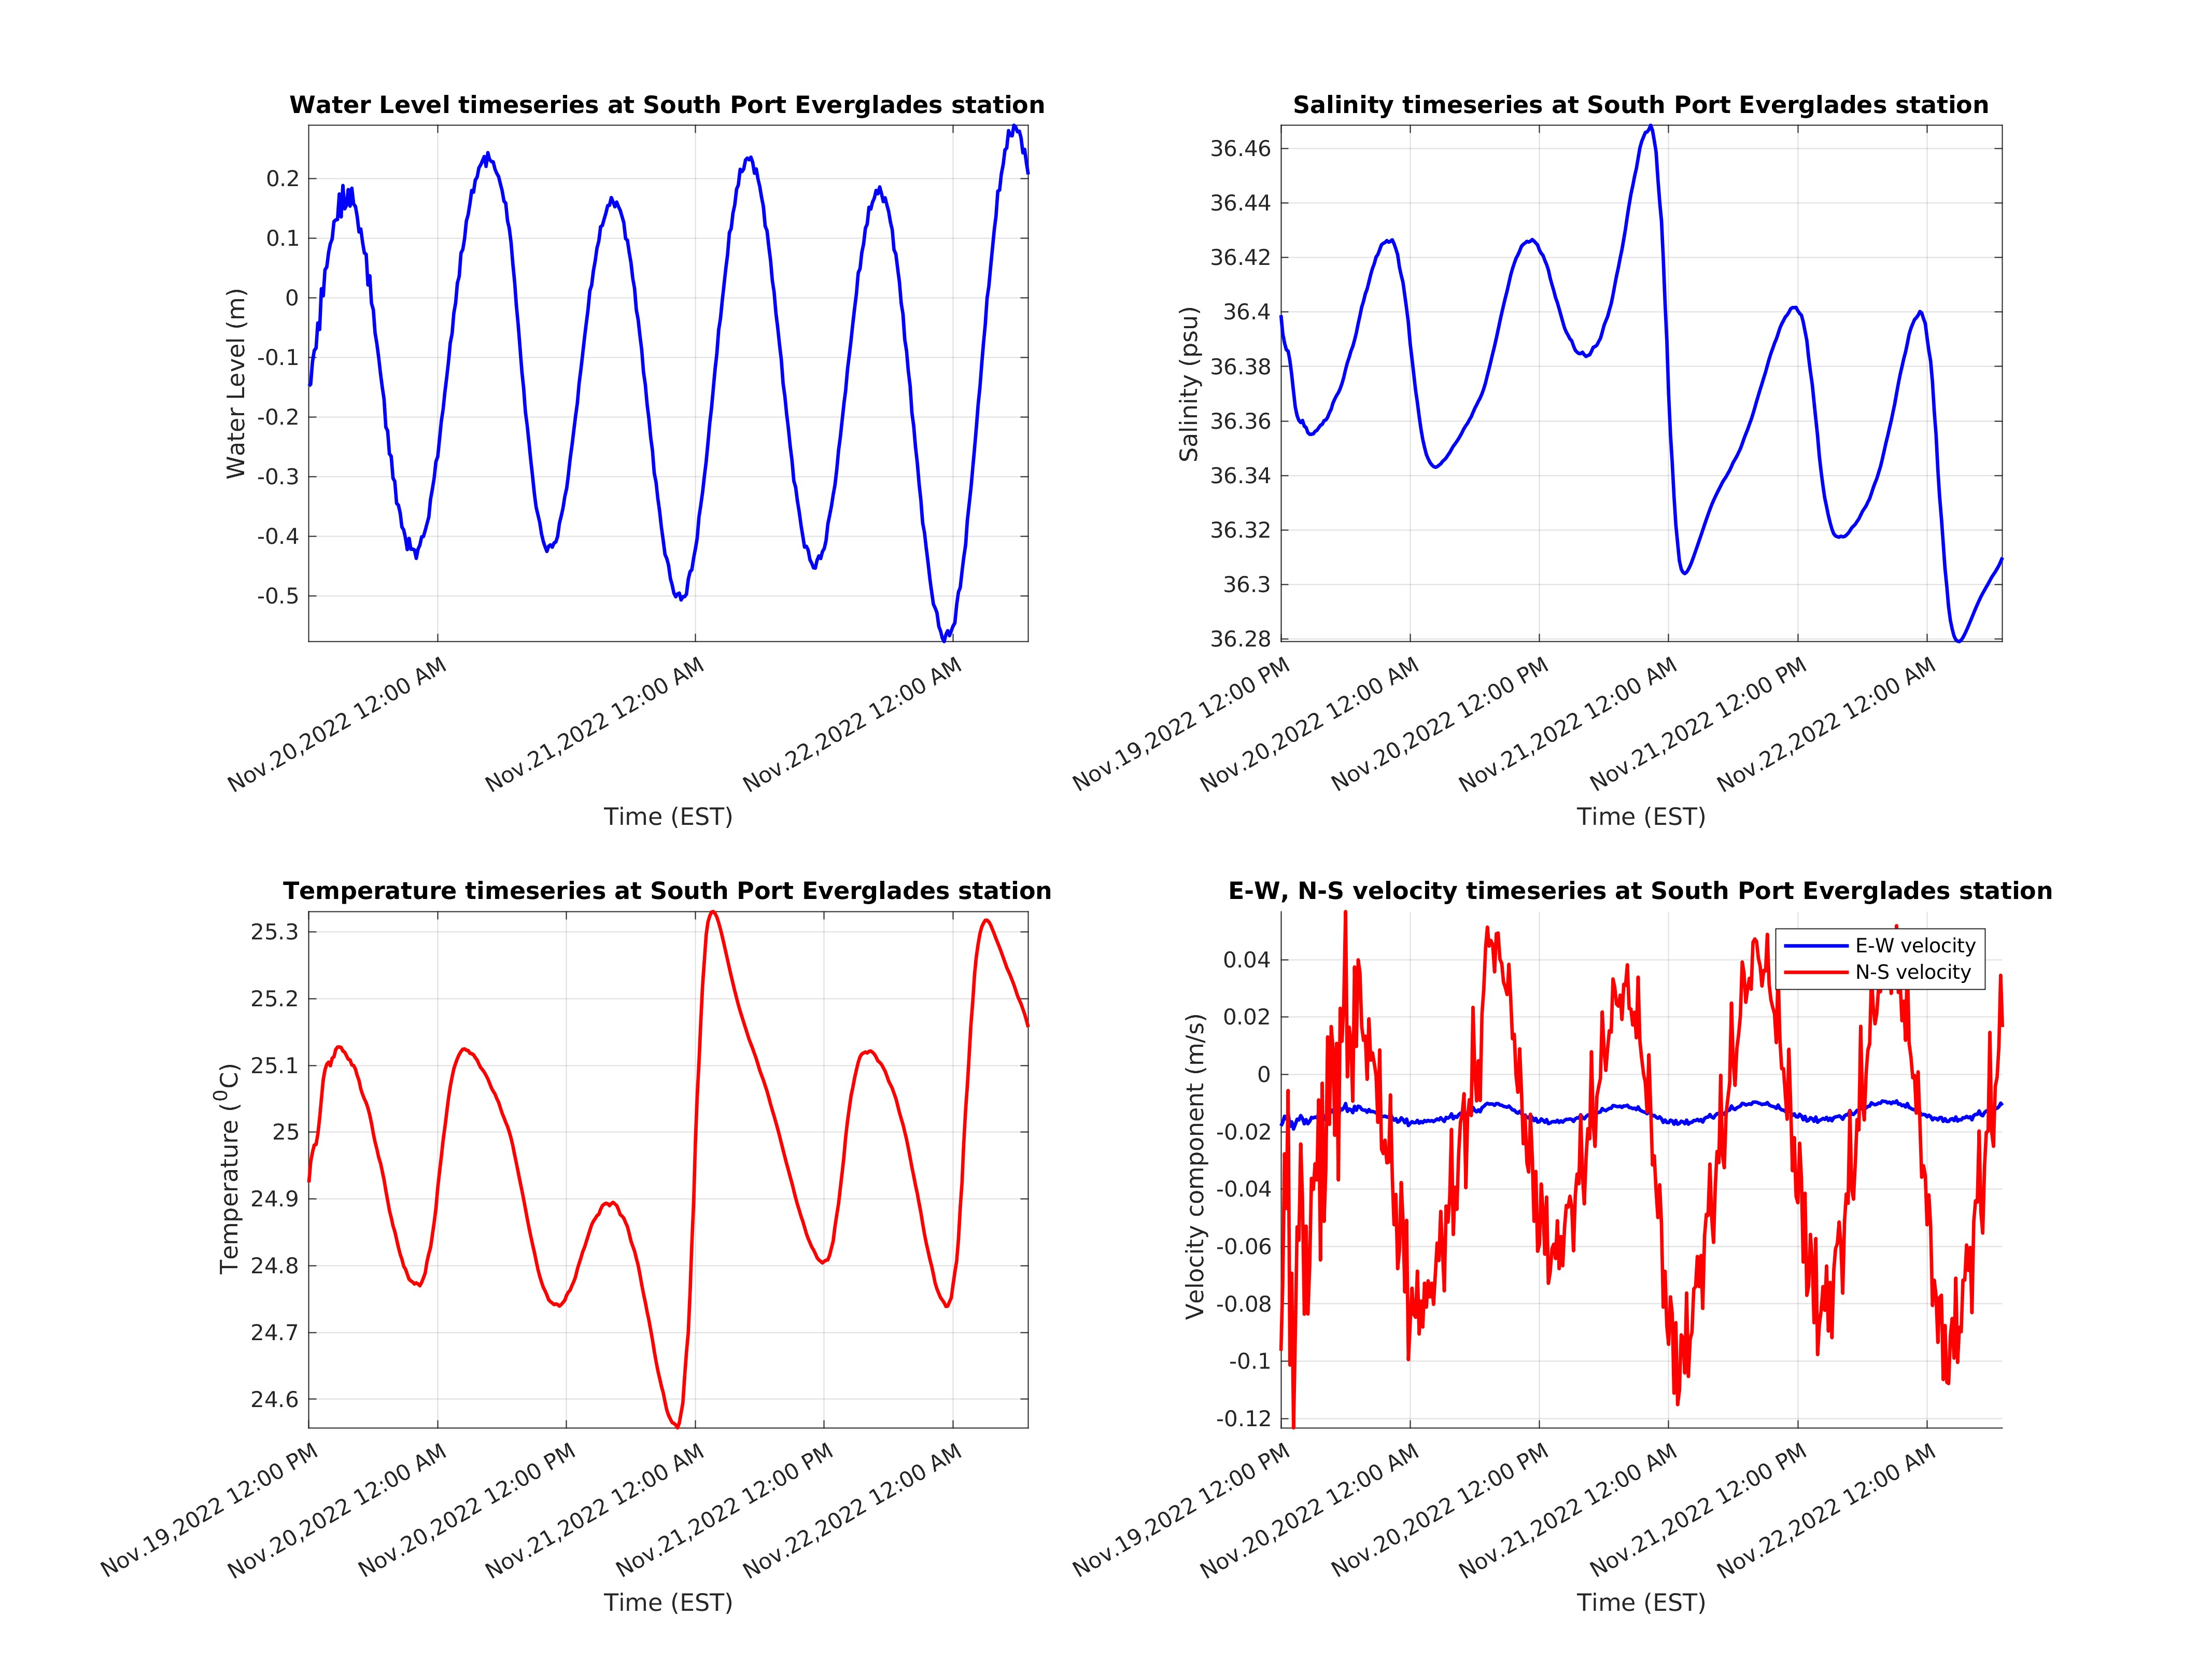 Water Level timeseries at South Port Everglades station
Water Level (m)
0.2
0.1
0
-0.1
-0.2
-0.3
-0.4
-0.5
Nov.20,2022 12:00 AM
Nov.21,2022 12:00 AM
Nov.22,2022 12:00 AM
Time (EST)
Salinity timeseries at South Port Everglades station
Salinity (psu)
36.46
36.44
36.42
36.4
36.38
36.36
36.34
36.32
36.3
36.28
Nov.19,2022 12:00 PM
Nov.20,2022 12:00 AM
Nov.20,2022 12:00 PM
Nov.21,2022 12:00 AM
Nov.21,2022 12:00 PM
Nov.22,2022 12:00 AM
Time (EST)
Temperature timeseries at South Port Everglades station
Temperature (⁰C)
25.3
25.2
25.1
25
24.9
24.8
24.7
24.6
Nov.19,2022 12:00 PM
Nov.20,2022 12:00 AM
Nov.20,2022 12:00 PM
Nov.21,2022 12:00 AM
Nov.21,2022 12:00 PM
Nov.22,2022 12:00 AM
Time (EST)
E-W, N-S velocity timeseries at South Port Everglades station
E-W velocity
N-S velocity
Velocity component (m/s)
0.04
0.02
0
-0.02
-0.04
-0.06
-0.08
-0.1
-0.12
Nov.19,2022 12:00 PM
Nov.20,2022 12:00 AM
Nov.20,2022 12:00 PM
Nov.21,2022 12:00 AM
Nov.21,2022 12:00 PM
Nov.22,2022 12:00 AM
Time (EST)